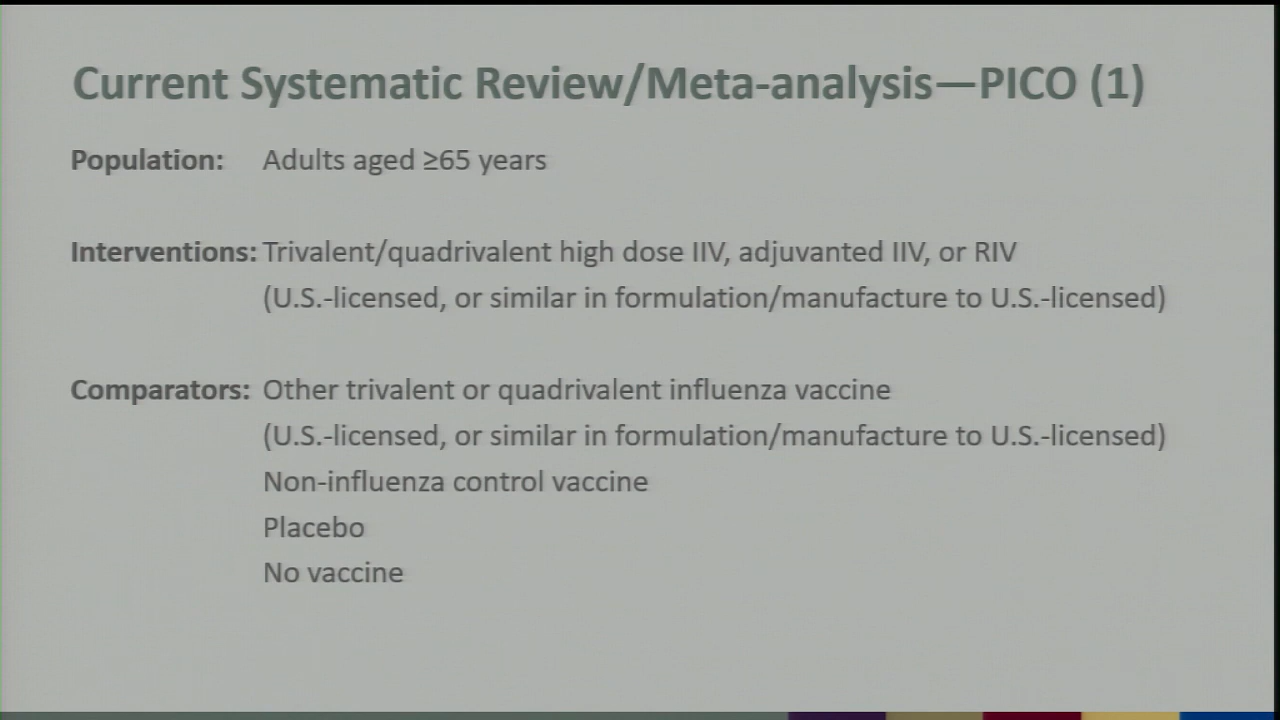 Current Systematic Review/Meta-analysis—PICO (1)
Population: Adults aged ≥65 years
Interventions: Trivalent/quadrivalent high dose IIV, adjuvanted IIV, or RIV
(U.S.-licensed, or similar in formulation/manufacture to U.S.-licensed)
Comparators: Other trivalent or quadrivalent influenza vaccine
(U.S.-licensed, or similar in formulation/manufacture to U.S.-licensed)
Non-influenza control vaccine
Placebo
No vaccine